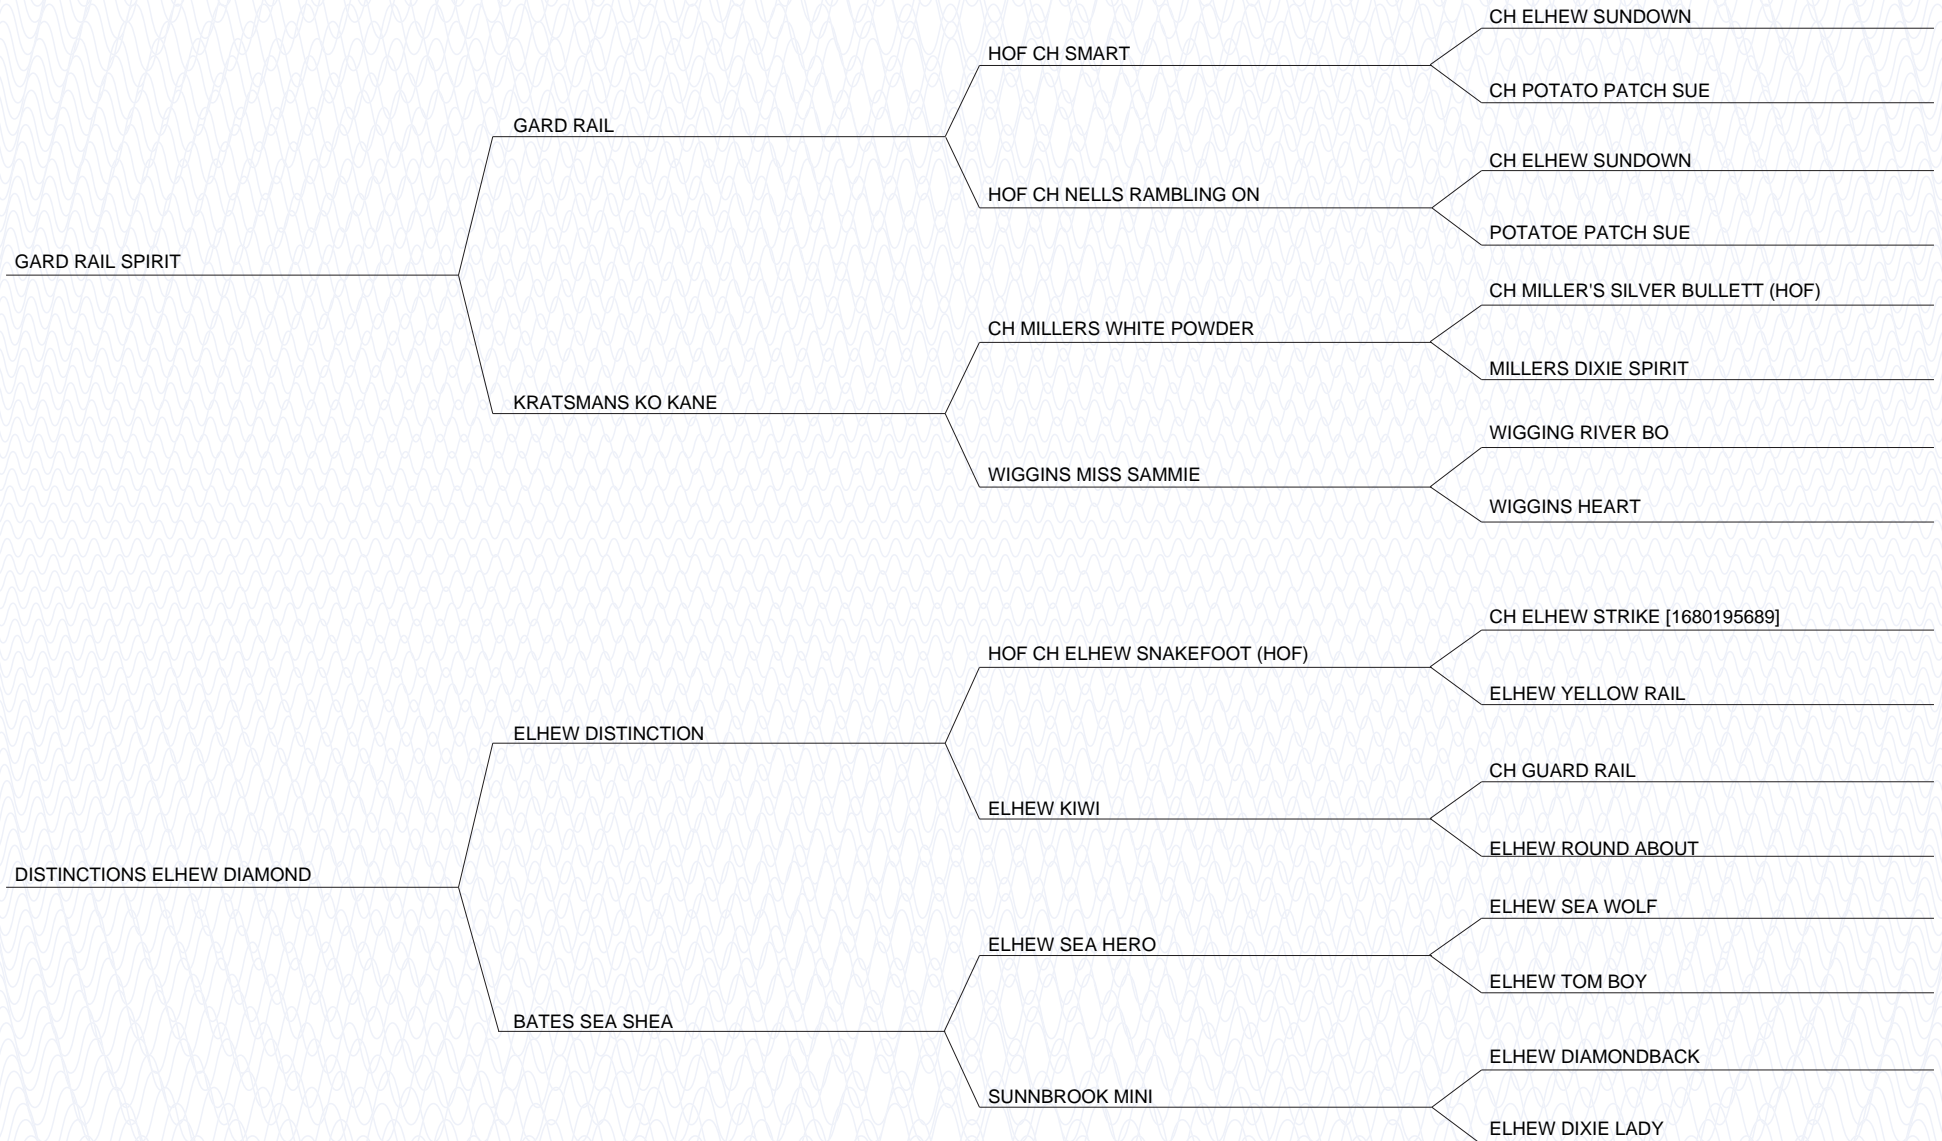 CH ELHEW SUNDOWN
HOF CH SMART
CH POTATO PATCH SUE
GARD RAIL
CH ELHEW SUNDOWN
HOF CH NELLS RAMBLING ON
POTATOE PATCH SUE
GARD RAIL SPIRIT
CH MILLER'S SILVER BULLETT (HOF)
CH MILLERS WHITE POWDER
MILLERS DIXIE SPIRIT
KRATSMANS KO KANE
WIGGING RIVER BO
WIGGINS MISS SAMMIE
WIGGINS HEART
CH ELHEW STRIKE [1680195689]
HOF CH ELHEW SNAKEFOOT (HOF)
ELHEW YELLOW RAIL
ELHEW DISTINCTION
CH GUARD RAIL
ELHEW KIWI
ELHEW ROUND ABOUT
DISTINCTIONS ELHEW DIAMOND
ELHEW SEA WOLF
ELHEW SEA HERO
ELHEW TOM BOY
BATES SEA SHEA
ELHEW DIAMONDBACK
SUNNBROOK MINI
ELHEW DIXIE LADY